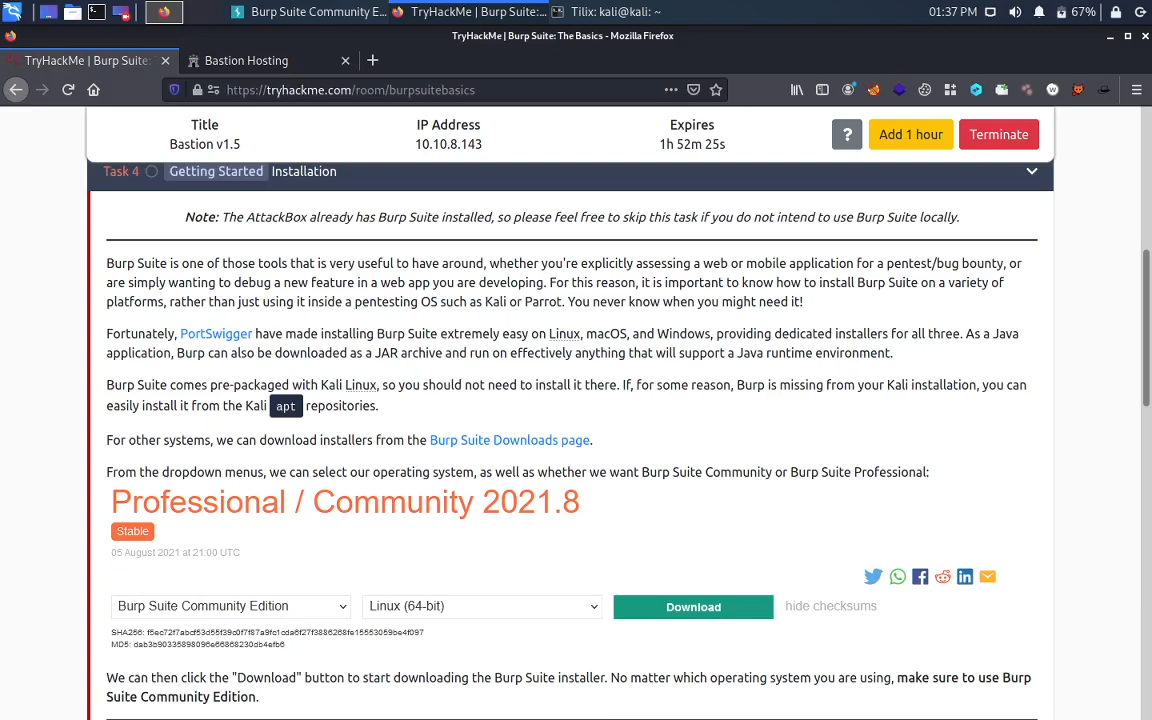 Burp Suite Community E...
TryHackMe | Burp Suite:...
Tilix: kali@kali: ~
01:37 PM
67%
TryHackMe | Burp Suite: The Basics - Mozilla Firefox
TryHackMe | Burp Suite:
Bastion Hosting
https://tryhackme.com/room/burpsuitebasics
Title
IP Address
Expires
Bastion v1.5
10.10.8.143
1h 52m 25s
?
Add 1 hour
Terminate
Task 4
Getting Started
Installation
Note: The AttackBox already has Burp Suite installed, so please feel free to skip this task if you do not intend to use Burp Suite locally.
Burp Suite is one of those tools that is very useful to have around, whether you're explicitly assessing a web or mobile application for a pentest/bug bounty, or
are simply wanting to debug a new feature in a web app you are developing. For this reason, it is important to know how to install Burp Suite on a variety of
platforms, rather than just using it inside a pentesting OS such as Kali or Parrot. You never know when you might need it!
Fortunately, PortSwigger have made installing Burp Suite extremely easy on Linux, macOS, and Windows, providing dedicated installers for all three. As a Java
application, Burp can also be downloaded as a JAR archive and run on effectively anything that will support a Java runtime environment.
Burp Suite comes pre-packaged with Kali Linux, so you should not need to install it there. If, for some reason, Burp is missing from your Kali installation, you can
easily install it from the Kali apt repositories.
For other systems, we can download installers from the Burp Suite Downloads page.
From the dropdown menus, we can select our operating system, as well as whether we want Burp Suite Community or Burp Suite Professional:
Professional / Community 2021.8
Stable
05 August 2021 at 21:00 UTC
Burp Suite Community Edition
Linux (64-bit)
Download
hide checksums
SHA256: f5ec72f7abcf53d55f39c0f7f87a9fc1cda6f27f3886268fe15553059be4f097
MD5: dab3b90335898096e66868230db4efb6
We can then click the "Download" button to start downloading the Burp Suite installer. No matter which operating system you are using, make sure to use Burp
Suite Community Edition.